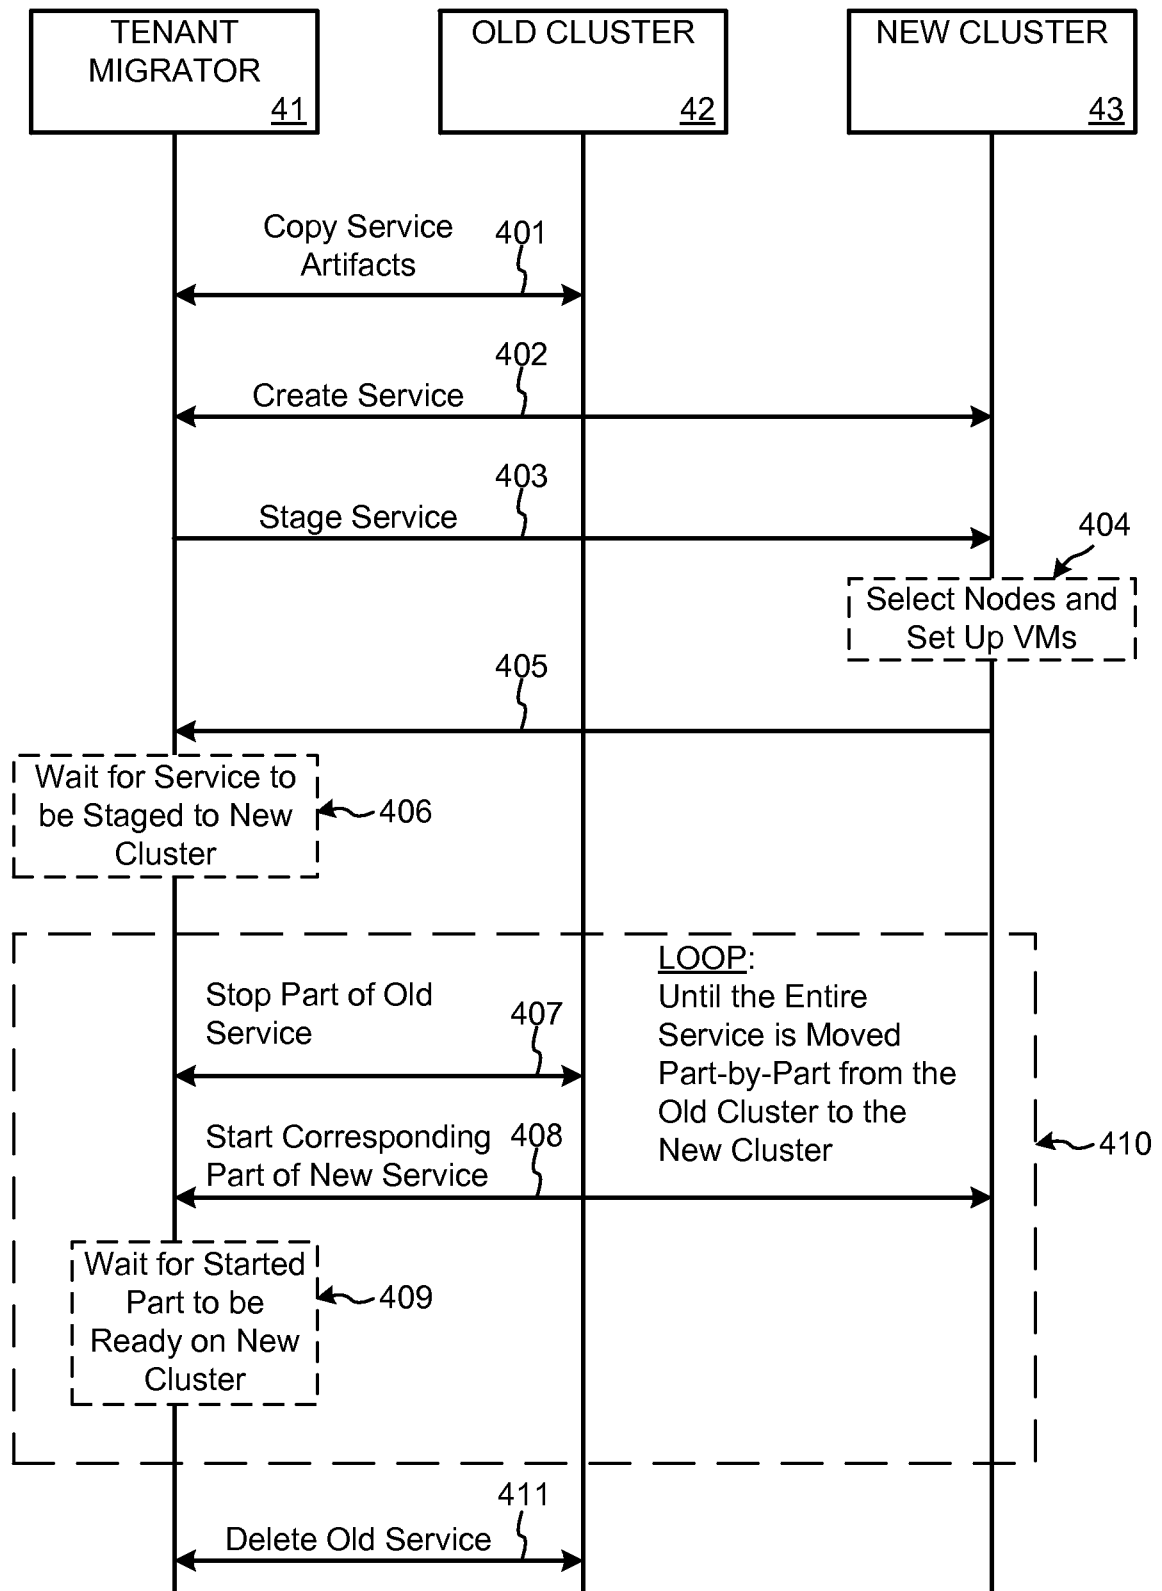 TENANT
MIGRATOR
41
OLD CLUSTER
42
NEW CLUSTER
43
Copy Service
Artifacts
401
402
Create Service
403
Stage Service
404
Select Nodes and
Set Up VMs
405
Wait for Service to
be Staged to New
Cluster
406
LOOP:
Until the Entire
Service is Moved
Part-by-Part from the
Old Cluster to the
New Cluster
Stop Part of Old
Service
407
Start Corresponding
Part of New Service
408
410
Wait for Started
Part to be
Ready on New
Cluster
409
411
Delete Old Service